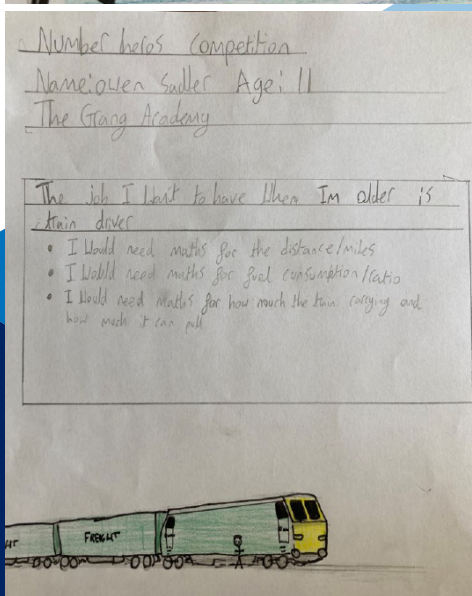 Number heros Competition
Name: owen Sadler Age: 11
The Grang Academy
The job I Want to have When Im older is
train driver
• I Would need maths for the distance/miles
• I Would need maths for fuel consumption/ratio
• I Would need maths for how much the train carying and
how much it can pull
HT
FREIGHT